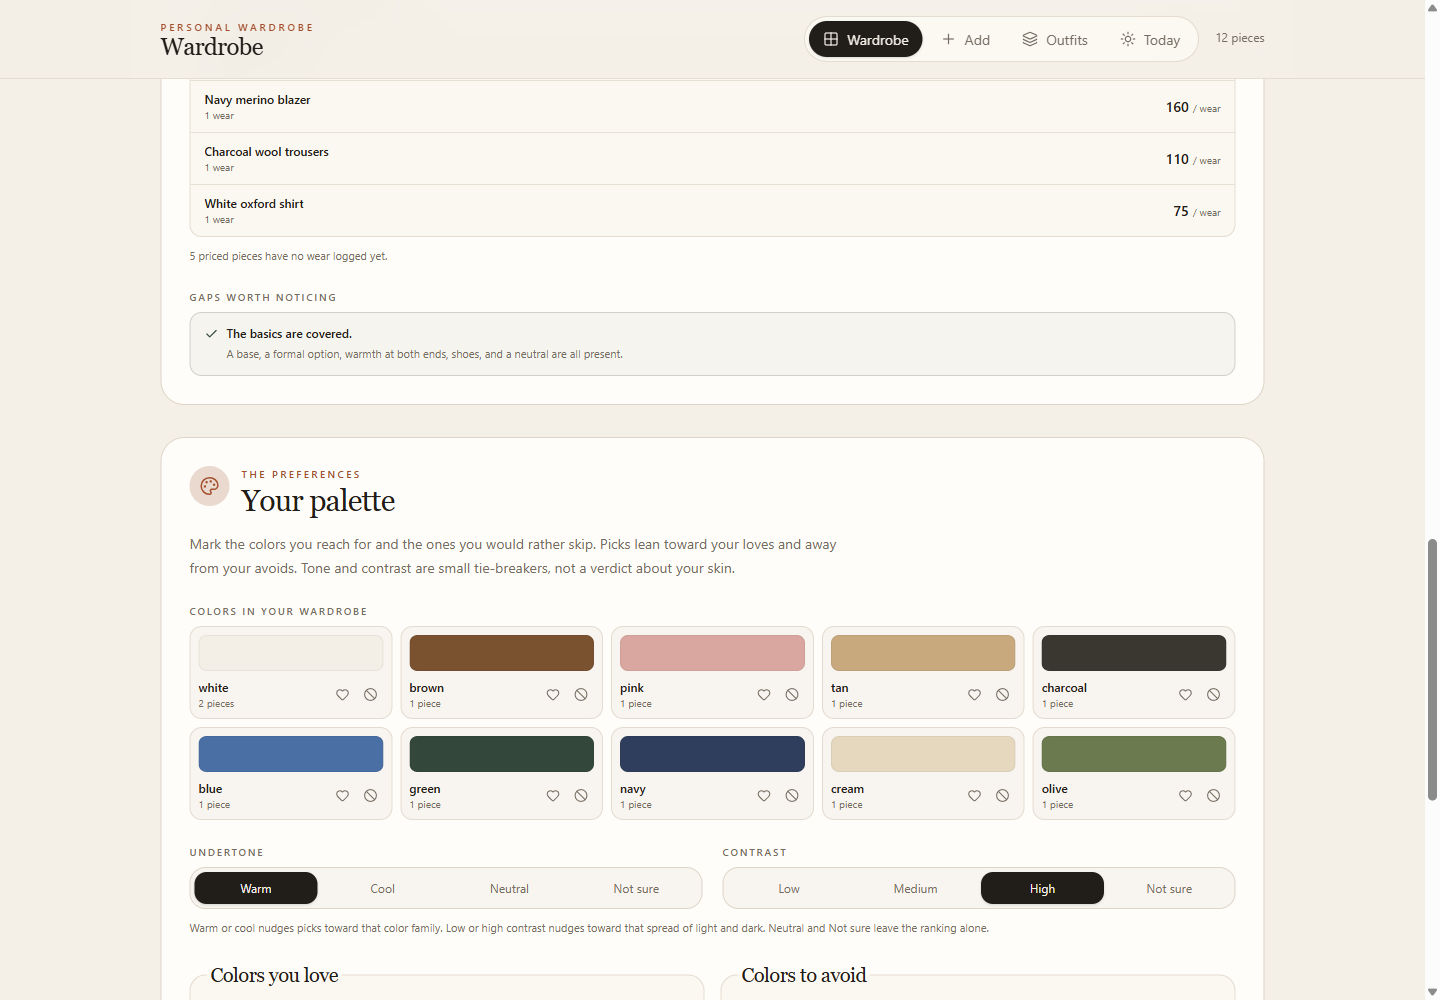 PERSONAL WARDROBE
Wardrobe
Wardrobe
Add
Outfits
Today
12 pieces
Navy merino blazer
1 wear
160 / wear
Charcoal wool trousers
1 wear
110 / wear
White oxford shirt
1 wear
75 / wear
5 priced pieces have no wear logged yet.
GAPS WORTH NOTICING
The basics are covered.
A base, a formal option, warmth at both ends, shoes, and a neutral are all present.
THE PREFERENCES
Your palette
Mark the colors you reach for and the ones you would rather skip. Picks lean toward your loves and away
from your avoids. Tone and contrast are small tie-breakers, not a verdict about your skin.
COLORS IN YOUR WARDROBE
white
2 pieces
brown
1 piece
pink
1 piece
tan
1 piece
charcoal
1 piece
blue
1 piece
green
1 piece
navy
1 piece
cream
1 piece
olive
1 piece
UNDERTONE
Warm
Cool
Neutral
Not sure
CONTRAST
Low
Medium
High
Not sure
Warm or cool nudges picks toward that color family. Low or high contrast nudges toward that spread of light and dark. Neutral and Not sure leave the ranking alone.
Colors you love
Colors to avoid